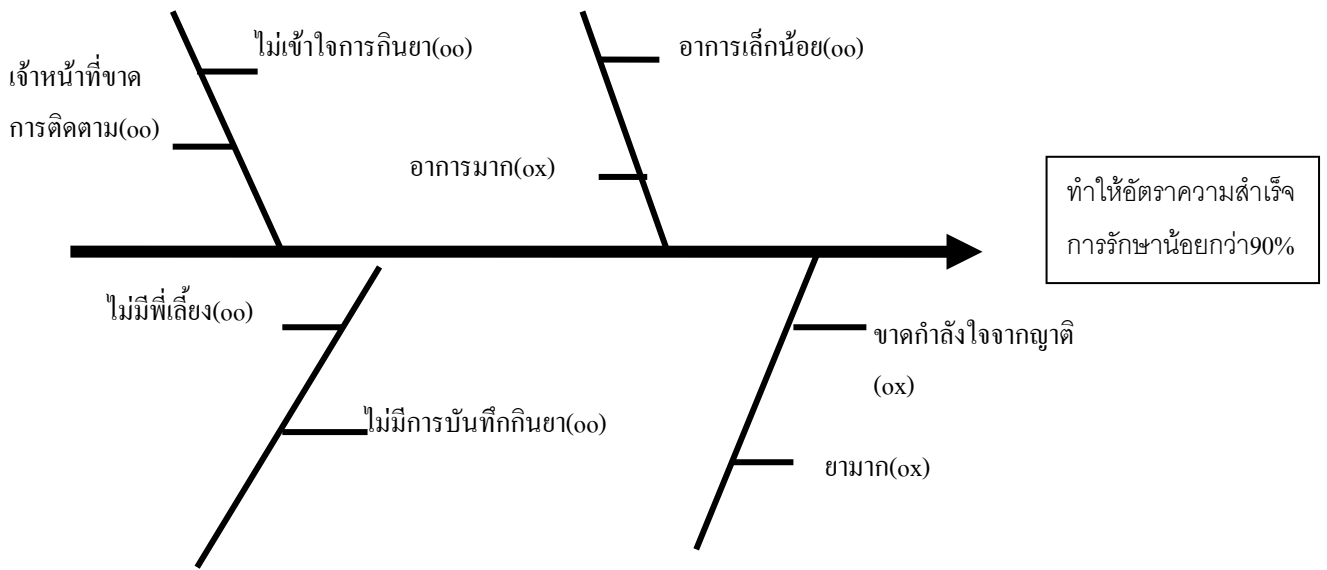 ไม่เข้าใจการกินยา(oo)
อาการเล็กน้อย(oo)
เจ้าหน้าที่ขาด
การติดตาม(oo)
อาการมาก(ox)
ทำให้อัตราความสำเร็จ
การรักษาน้อยกว่า90%
ไม่มีพี่เลี้ยง(oo)
ขาดกำลังใจจากญาติ
(ox)
ไม่มีการบันทึกกินยา(oo)
ยามาก(ox)